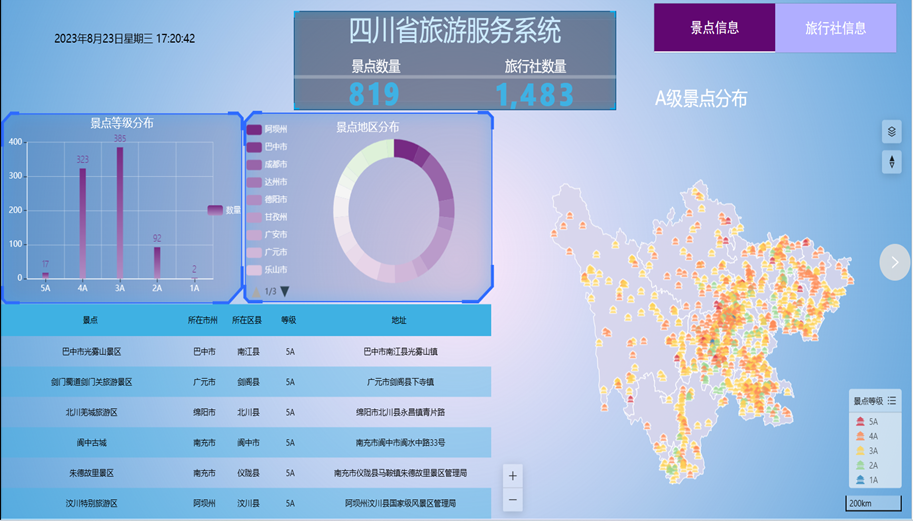 2023年8月23日星期三 17:20:42
四川省旅游服务系统
景点数量
旅行社数量
819
1,483
景点信息
旅行社信息
A级景点分布
景点等级分布
400
300
200
100
0
17
323
385
92
2
5A
4A
3A
2A
1A
数量
景点地区分布
阿坝州
巴中市
成都市
达州市
德阳市
甘孜州
广安市
广元市
乐山市
1/3
景点 所在市州 所在区县 等级 地址
巴中市光雾山景区 巴中市 南江县 5A 巴中市南江县光雾山镇
剑门蜀道剑门关旅游景区 广元市 剑阁县 5A 广元市剑阁县下寺镇
北川羌城旅游区 绵阳市 北川县 5A 绵阳市北川县永昌镇青片路
阆中古城 南充市 阆中市 5A 南充市阆中市阆水中路33号
朱德故里景区 南充市 仪陇县 5A 南充市仪陇县马鞍镇朱德故里景区管理局
汶川特别旅游区 阿坝州 汶川县 5A 阿坝州汶川县国家级风景区管理局
+
−
景点等级
5A
4A
3A
2A
1A
200km